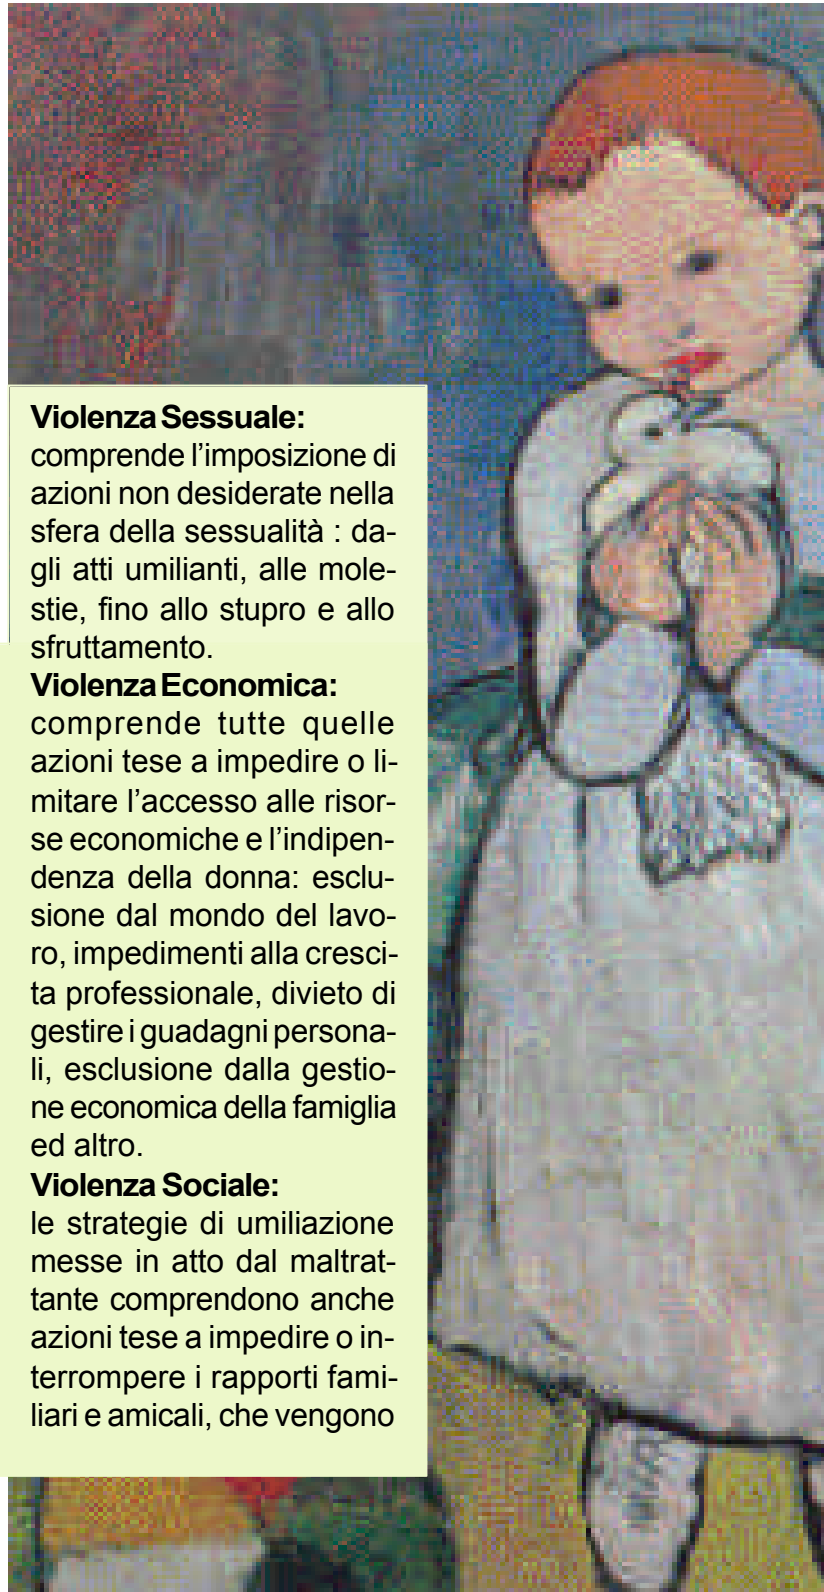 Violenza Sessuale:
comprende l’imposizione di
azioni non desiderate nella
sfera della sessualità : da-
gli atti umilianti, alle mole-
stie, fino allo stupro e allo
sfruttamento.
Violenza Economica:
comprende tutte quelle
azioni tese a impedire o li-
mitare l’accesso alle risor-
se economiche e l’indipen-
denza della donna: esclu-
sione dal mondo del lavo-
ro, impedimenti alla cresci-
ta professionale, divieto di
gestire i guadagni persona-
li, esclusione dalla gestio-
ne economica della famiglia
ed altro.
Violenza Sociale:
le strategie di umiliazione
messe in atto dal maltrat-
tante comprendono anche
azioni tese a impedire o in-
terrompere i rapporti fami-
liari e amicali, che vengono